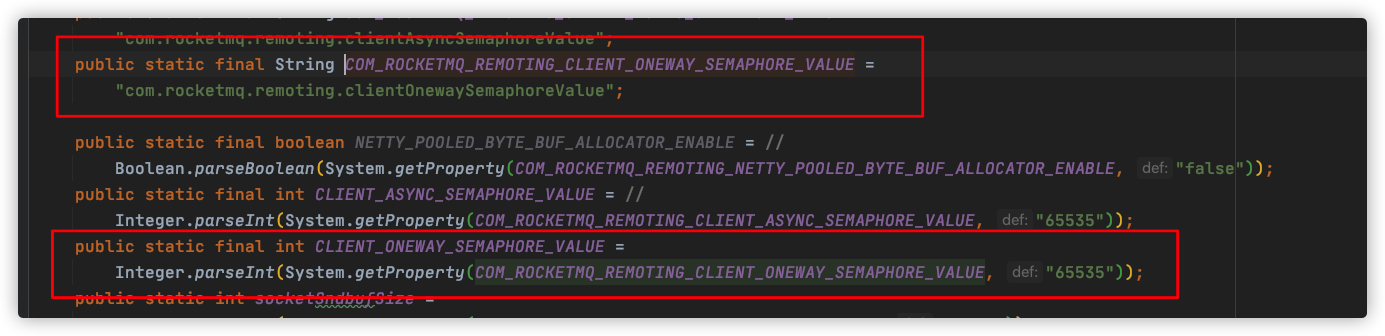 "com.rocketmq.remoting.clientAsyncSemaphoreValue";
public static final String COM_ROCKETMQ_REMOTING_CLIENT_ONEWAY_SEMAPHORE_VALUE =
"com.rocketmq.remoting.clientOnewaySemaphoreValue";
public static final boolean NETTY_POOLED_BYTE_BUF_ALLOCATOR_ENABLE = //
Boolean.parseBoolean(System.getProperty(COM_ROCKETMQ_REMOTING_NETTY_POOLED_BYTE_BUF_ALLOCATOR_ENABLE, def: "false"));
public static final int CLIENT_ASYNC_SEMAPHORE_VALUE = //
Integer.parseInt(System.getProperty(COM_ROCKETMQ_REMOTING_CLIENT_ASYNC_SEMAPHORE_VALUE, def: "65535"));
public static final int CLIENT_ONEWAY_SEMAPHORE_VALUE =
Integer.parseInt(System.getProperty(COM_ROCKETMQ_REMOTING_CLIENT_ONEWAY_SEMAPHORE_VALUE, def: "65535"));
public static int socketSndbufSize =